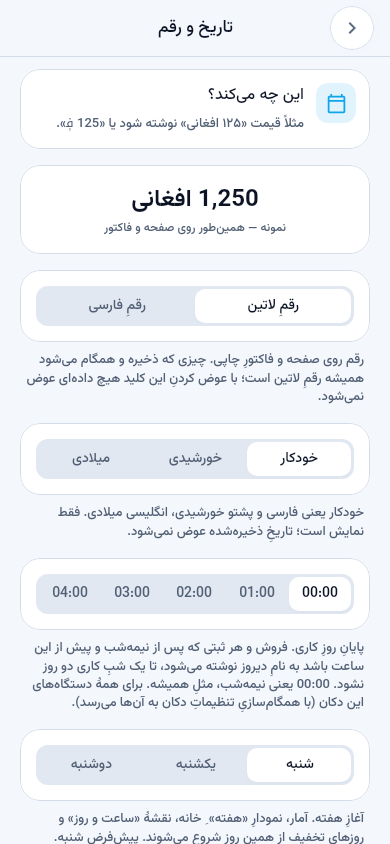 تاریخ و رقم
این چه می‌کند؟
مثلاً قیمت «۱۲۵ افغانی» نوشته شود یا «125 ؋».
1,250 افغانی
نمونه — همین‌طور روی صفحه و فاکتور
رقمِ لاتین
رقمِ فارسی
رقم روی صفحه و فاکتورِ چاپی. چیزی که ذخیره و همگام می‌شود
همیشه رقمِ لاتین است؛ با عوض کردنِ این کلید هیچ داده‌ای عوض
نمی‌شود.
خودکار
خورشیدی
میلادی
خودکار یعنی فارسی و پشتو خورشیدی، انگلیسی میلادی. فقط
نمایش است؛ تاریخِ ذخیره‌شده عوض نمی‌شود.
00:00
01:00
02:00
03:00
04:00
پایانِ روزِ کاری. فروش و هر ثبتی که پس از نیمه‌شب و پیش از این
ساعت باشد به نامِ دیروز نوشته می‌شود، تا یک شبِ کاری دو روز
نشود. 00:00 یعنی نیمه‌شب، مثلِ همیشه. برای همهٔ دستگاه‌های
این دکان (با همگام‌سازیِ تنظیماتِ دکان به آن‌ها می‌رسد).
شنبه
یکشنبه
دوشنبه
آغازِ هفته. آمار، نمودارِ «هفته»ِ خانه، نقشهٔ «ساعت و روز» و
روزهای تخفیف از همین روز شروع می‌شوند. پیش‌فرض شنبه.